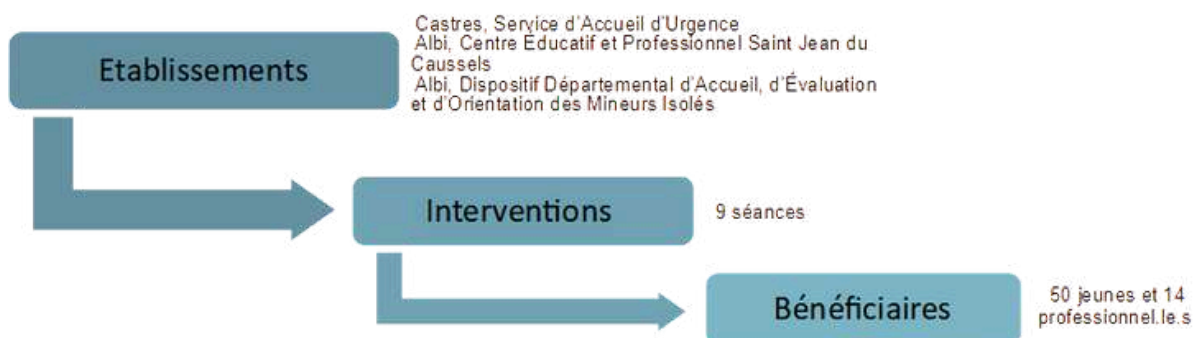 Etablissements
Castres, Service d'Accueil d'Urgence
Albi, Centre Éducatif et Professionnel Saint Jean du
Caussels
Albi, Dispositif Départemental d'Accueil, d'Évaluation
et d'Orientation des Mineurs Isolés
Interventions
9 séances
Bénéficiaires
50 jeunes et 14
professionnel.le.s